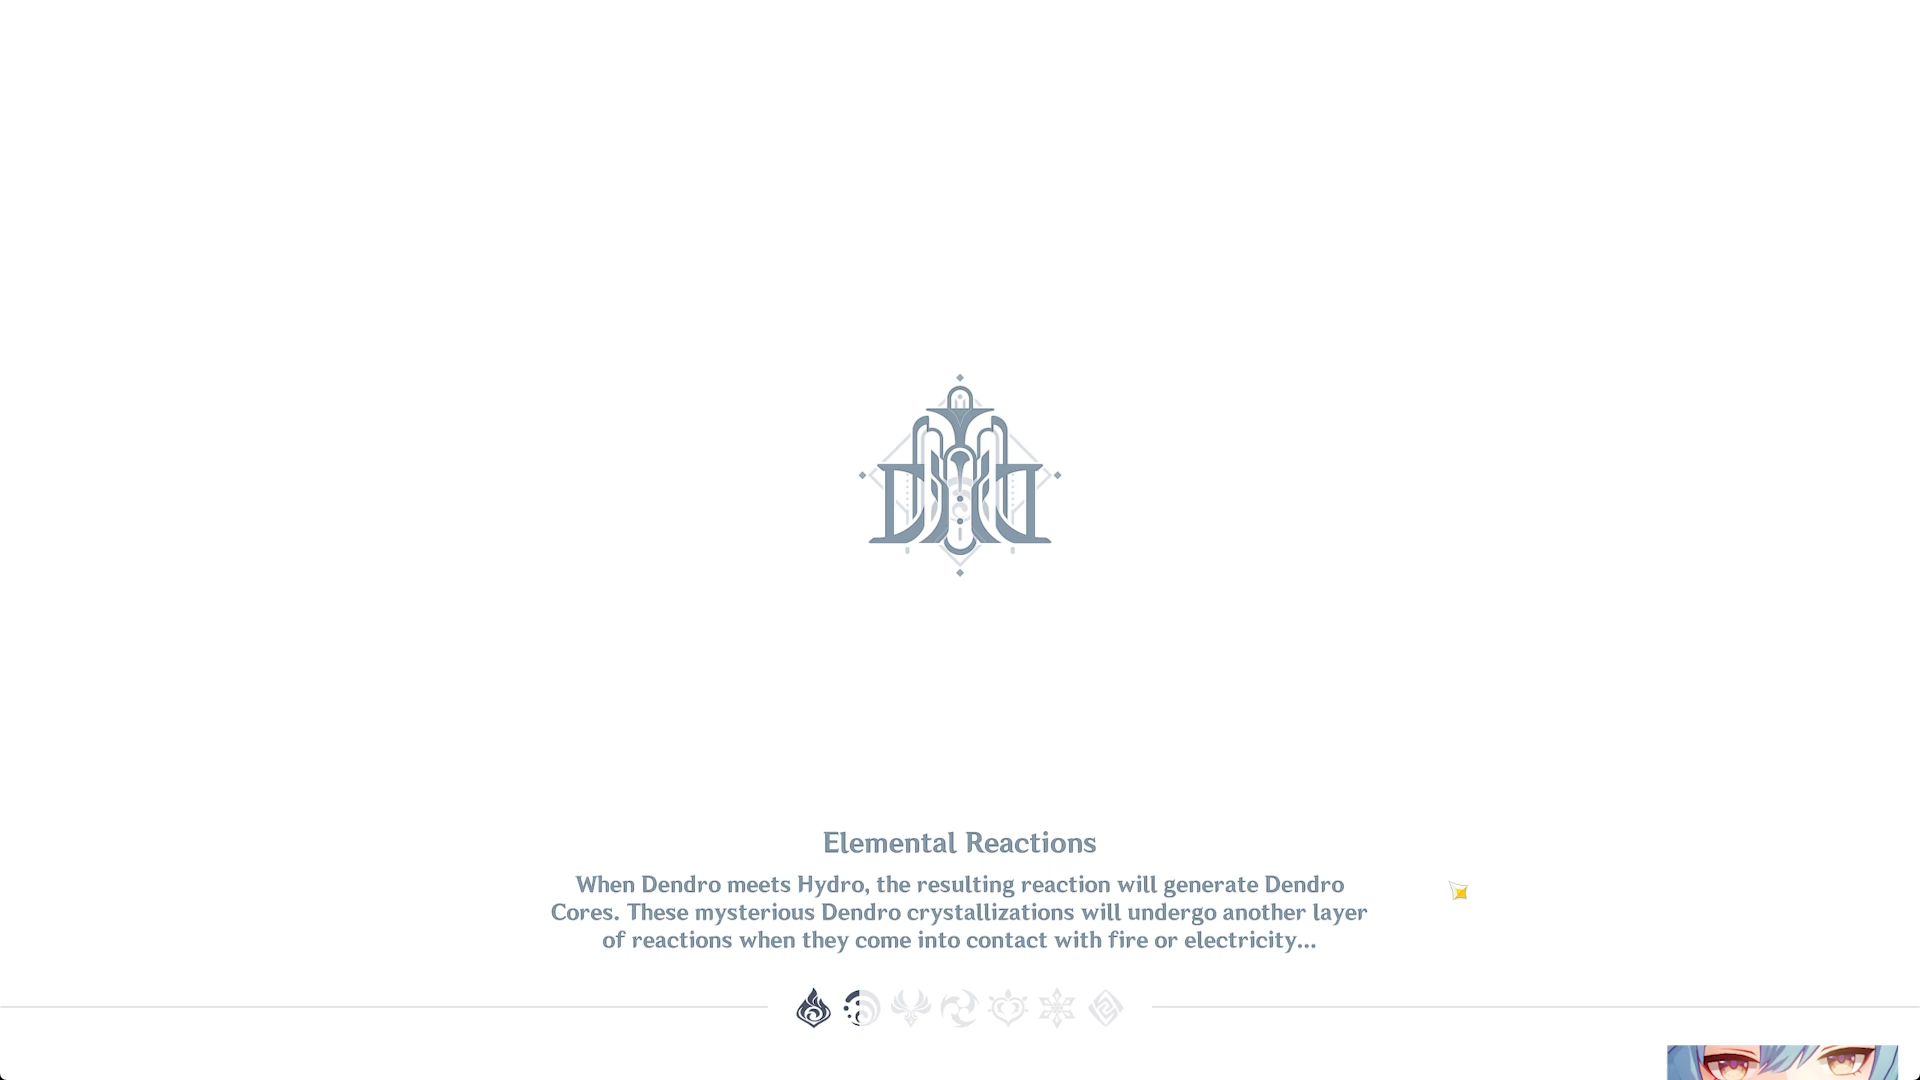 Elemental Reactions
When Dendro meets Hydro, the resulting reaction will generate Dendro
Cores. These mysterious Dendro crystallizations will undergo another layer
of reactions when they come into contact with fire or electricity...